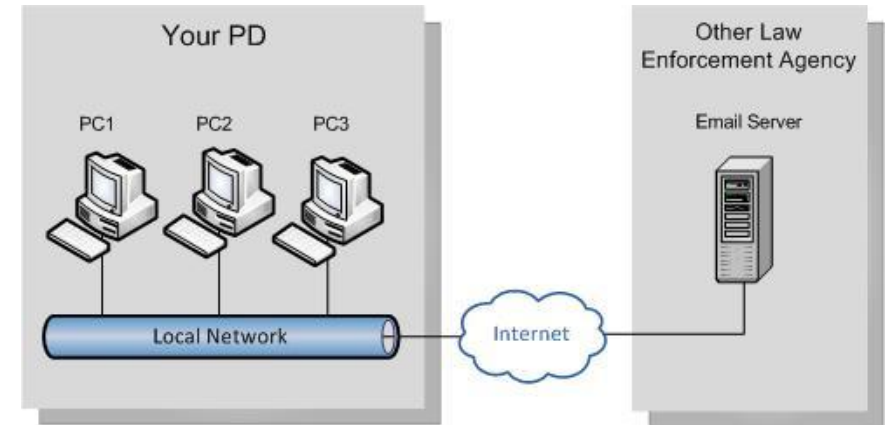 Your PD
PC1 PC2 PC3
Local Network
Internet
Other Law
Enforcement Agency
Email Server